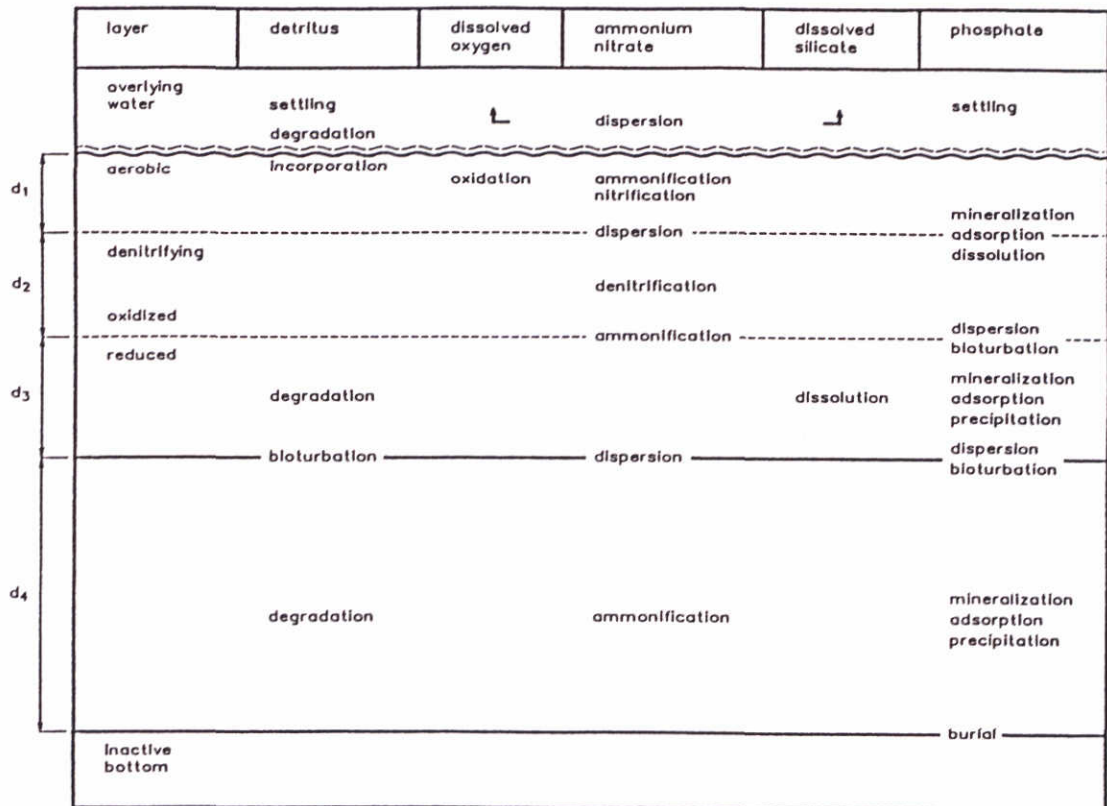 layer detritus dissolved oxygen ammonium nitrate dissolved silicate phosphate
overlying water
settling
degradation
dispersion
settling
d1
aerobic
incorporation
oxidation
ammonification
nitrification
dispersion
mineralization
adsorption
dissolution
d2
denitrifying
denitrification
oxidized
ammonification
dispersion
bioturbation
d3
reduced
degradation
dissolution
mineralization
adsorption
precipitation
bioturbation
dispersion
dispersion
bioturbation
d4
degradation
ammonification
mineralization
adsorption
precipitation
burial
inactive
bottom